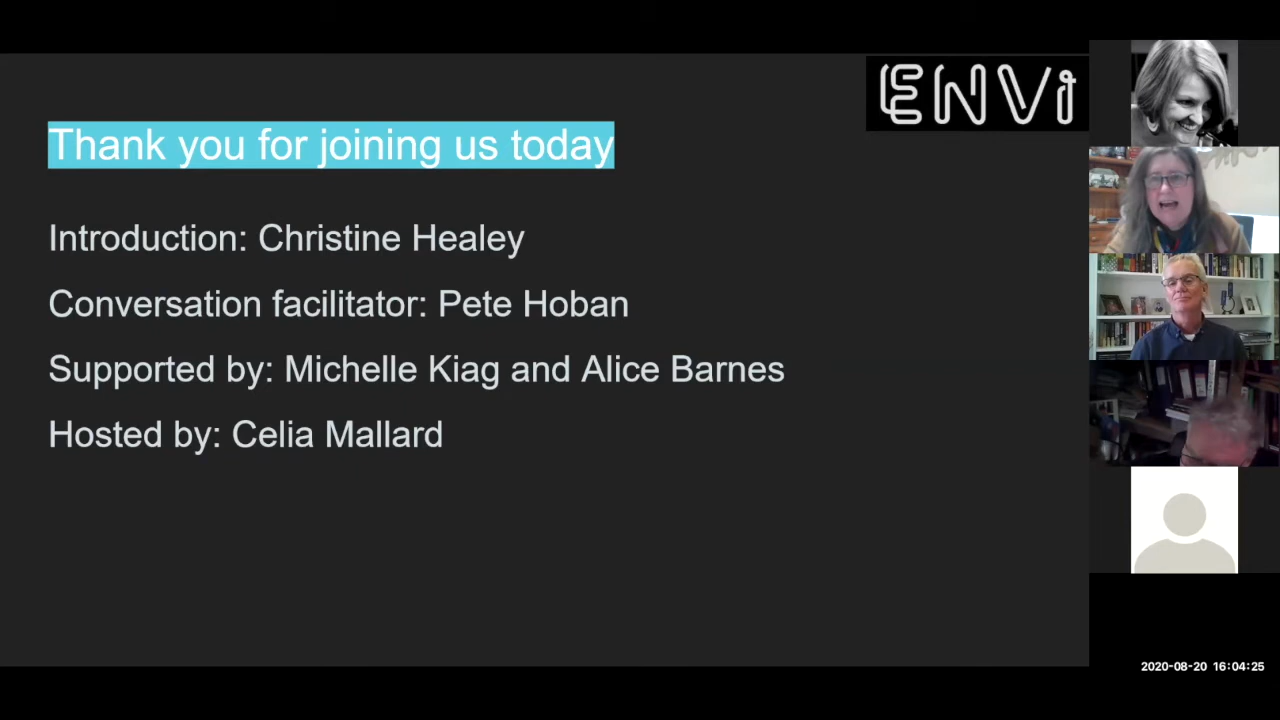 ENVi
Thank you for joining us today
Introduction: Christine Healey
Conversation facilitator: Pete Hoban
Supported by: Michelle Kiag and Alice Barnes
Hosted by: Celia Mallard
2020-08-20 16:04:25